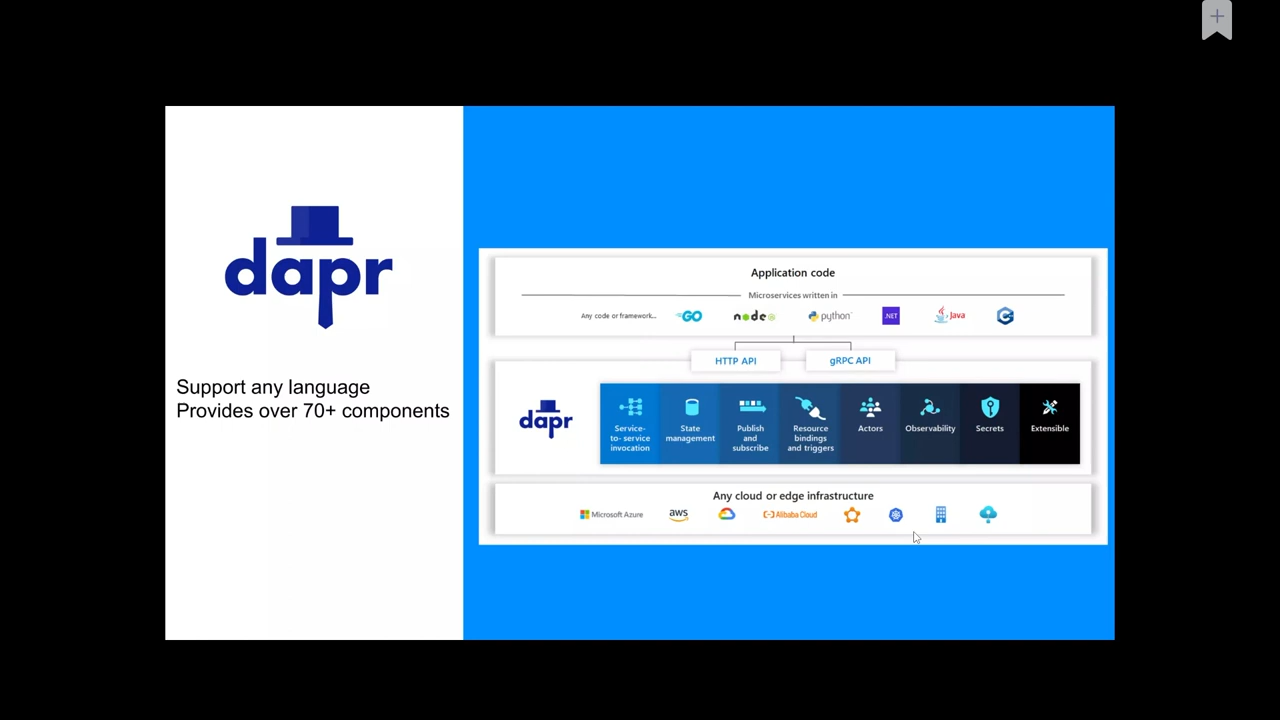 dapr
Support any language
Provides over 70+ components
Application code
Microservices written in
Any code or framework...
GO
node
python
.NET
Java
C++
HTTP API
gRPC API
dapr
Service-
to- service
invocation
State
management
Publish
and
subscribe
Resource
bindings
and triggers
Actors
Observability
Secrets
Extensible
Any cloud or edge infrastructure
Microsoft Azure
aws
Alibaba Cloud